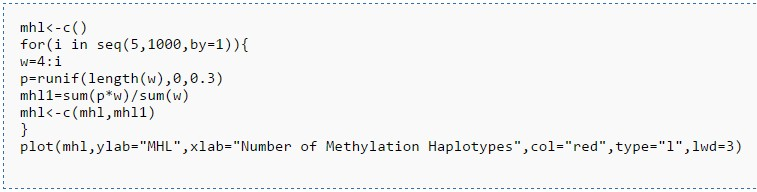 mhl<-c()
for(i in seq(5,1000,by=1)){
w=4:i
p=runif(length(w),0,0.3)
mhl1=sum(p*w)/sum(w)
mhl<-c(mhl,mhl1)
}
plot(mhl,ylab="MHL",xlab="Number of Methylation Haplotypes",col="red",type="l",lwd=3)